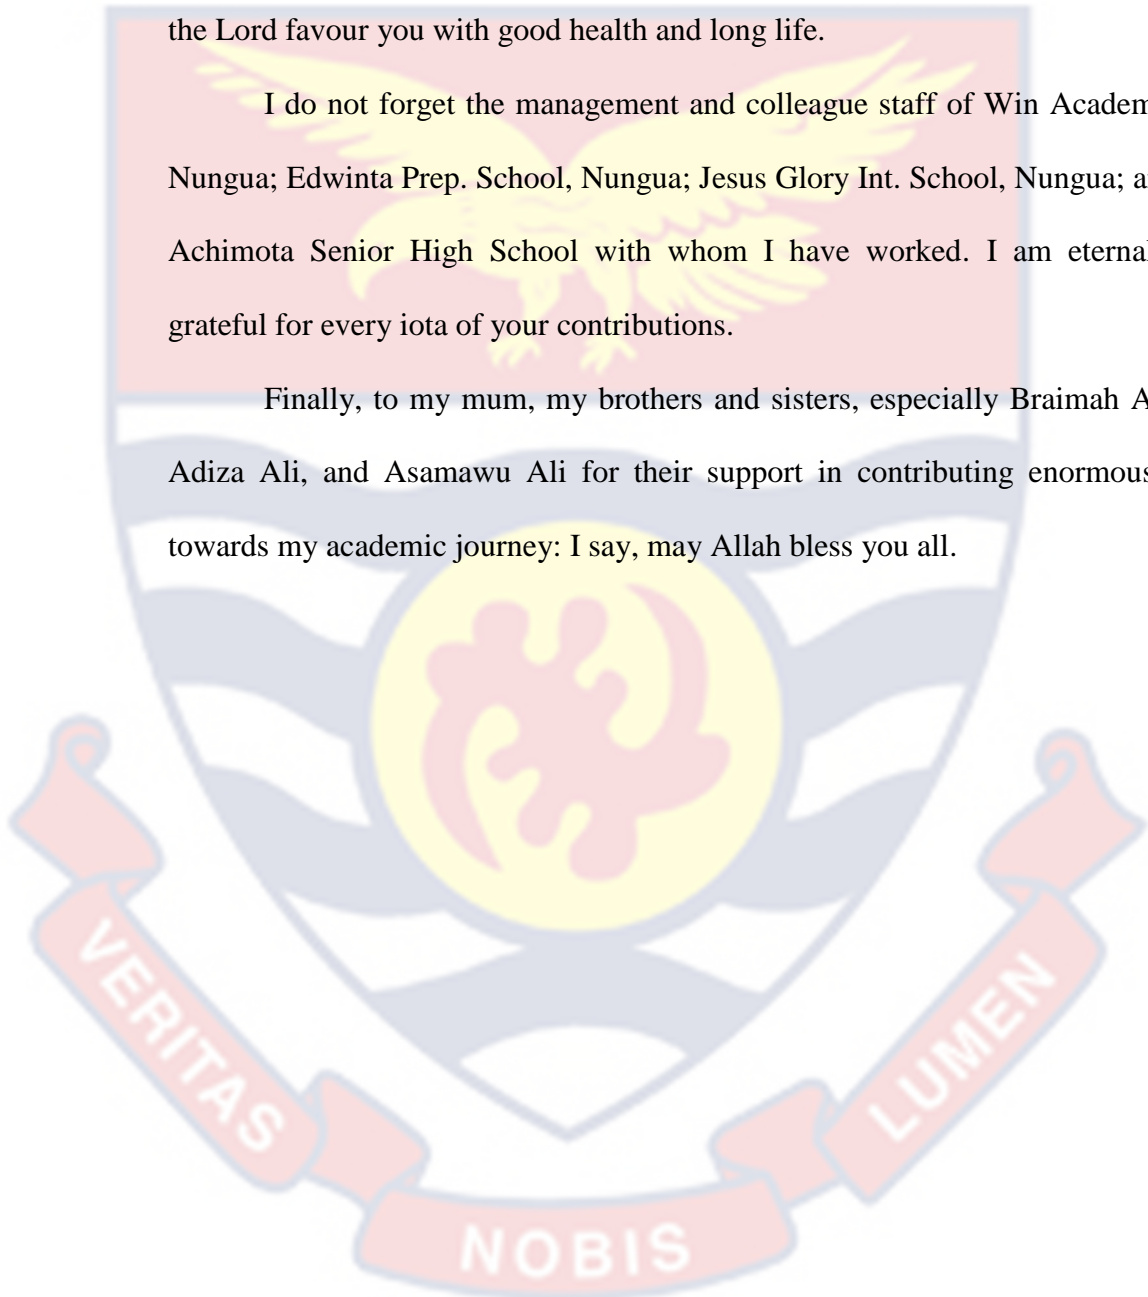 the Lord favour you with good health and long life.
I do not forget the management and colleague staff of Win Academ
Nungua; Edwinta Prep. School, Nungua; Jesus Glory Int. School, Nungua; a
Achimota Senior High School with whom I have worked. I am eternal
grateful for every iota of your contributions.
Finally, to my mum, my brothers and sisters, especially Braimah A
Adiza Ali, and Asamawu Ali for their support in contributing enormous
towards my academic journey: I say, may Allah bless you all.
VERITAS
NOBIS
LUMEN